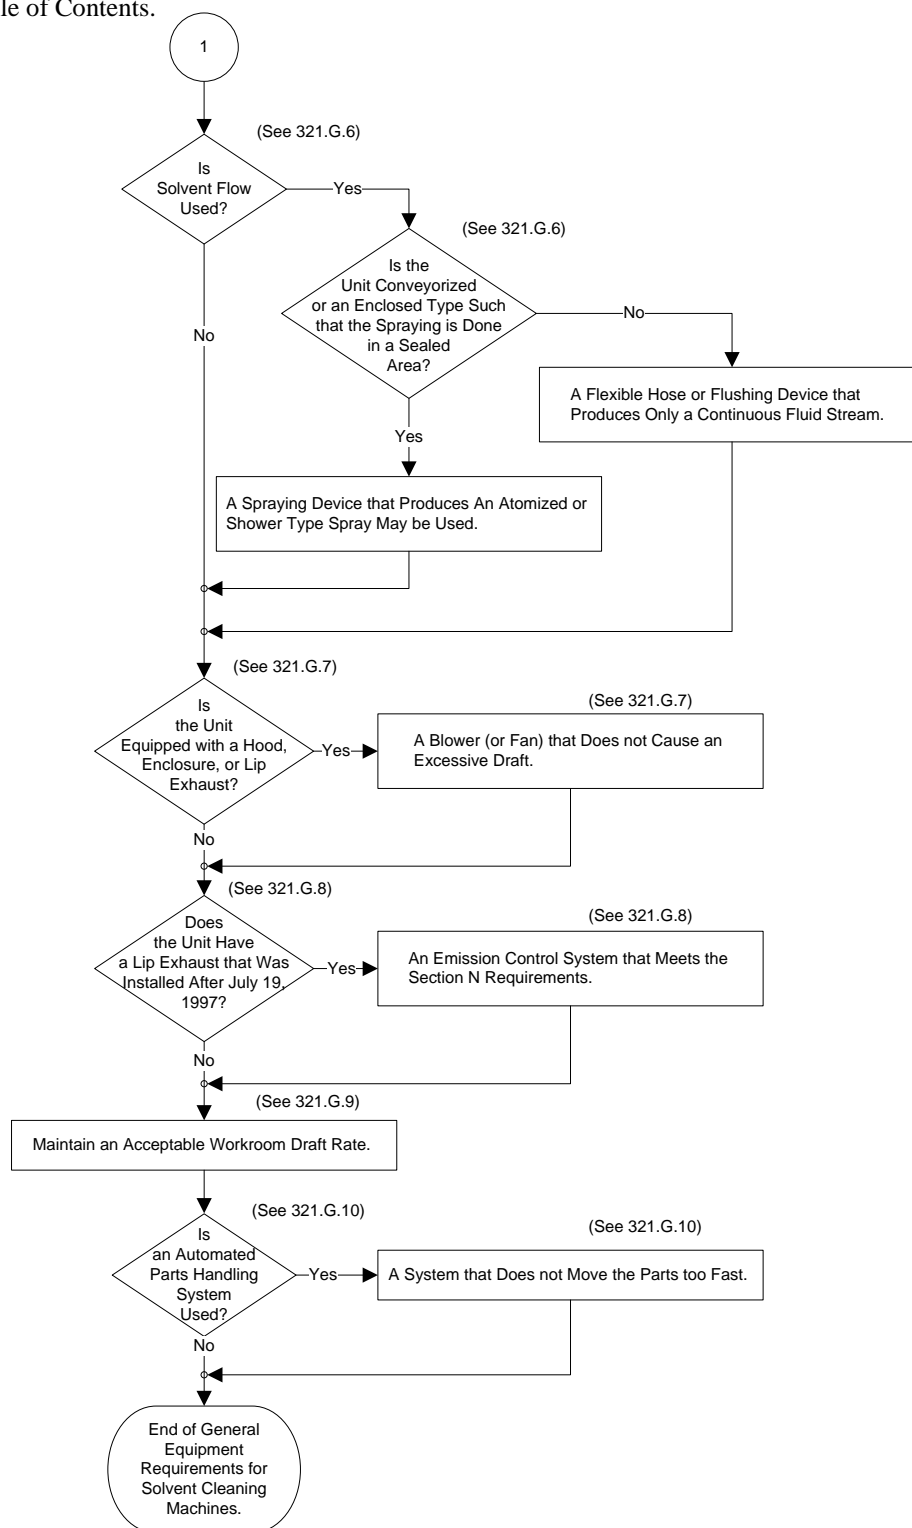 le of Contents.
1
(See 321.G.6)
Is
Solvent Flow
Used?
Yes
(See 321.G.6)
Is the
Unit Conveyorized
or an Enclosed Type Such
that the Spraying is Done
in a Sealed
Area?
No
No
A Flexible Hose or Flushing Device that
Produces Only a Continuous Fluid Stream.
Yes
A Spraying Device that Produces An Atomized or
Shower Type Spray May be Used.
(See 321.G.7)
Is
the Unit
Equipped with a Hood,
Enclosure, or Lip
Exhaust?
Yes
(See 321.G.7)
A Blower (or Fan) that Does not Cause an
Excessive Draft.
No
(See 321.G.8)
Does
the Unit Have
a Lip Exhaust that Was
Installed After July 19,
1997?
Yes
(See 321.G.8)
An Emission Control System that Meets the
Section N Requirements.
No
(See 321.G.9)
Maintain an Acceptable Workroom Draft Rate.
(See 321.G.10)
Is
an Automated
Parts Handling
System
Used?
Yes
(See 321.G.10)
A System that Does not Move the Parts too Fast.
No
End of General
Equipment
Requirements for
Solvent Cleaning
Machines.